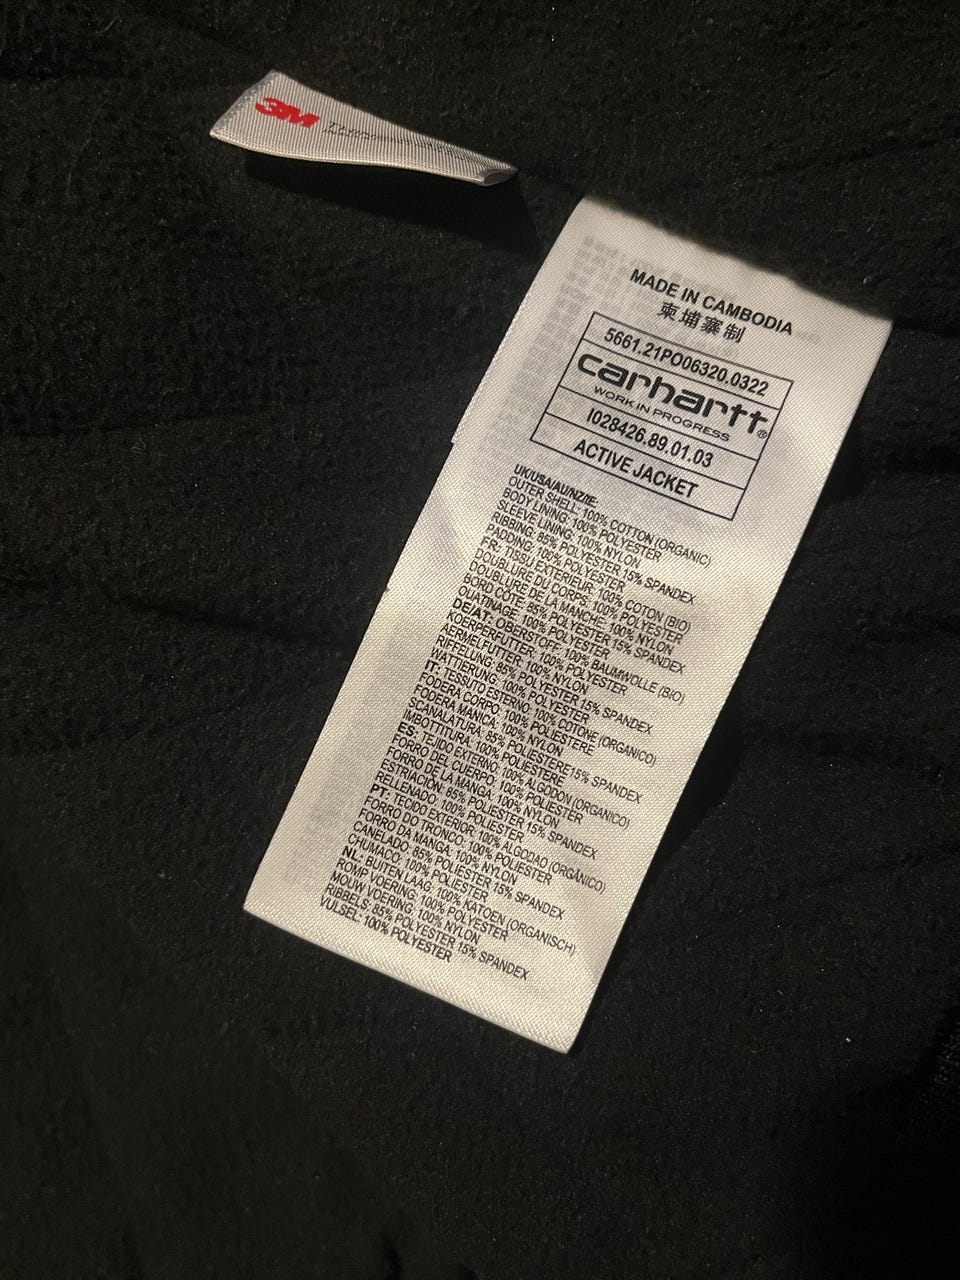 3M
MADE IN CAMBODIA
柬埔寨制
5661.21PO06320.0322
carhartt®
WORK IN PROGRESS
I028426.89.01.03
ACTIVE JACKET
UK/USA/AU/NZ/IE:
OUTER SHELL: 100% COTTON (ORGANIC)
BODY LINING: 100% POLYESTER
SLEEVE LINING: 100% NYLON
RIBBING: 85% POLYESTER 15% SPANDEX
PADDING: 100% POLYESTER
FR: TISSU EXTERIEUR: 100% COTON (BIO)
DOUBLURE DU CORPS: 100% POLYESTER
DOUBLURE DE LA MANCHE: 100% NYLON
BORD COTE: 85% POLYESTER 15% SPANDEX
OUATINAGE: 100% POLYESTER
DE/AT: OBERSTOFF: 100% BAUMWOLLE (BIO)
KOERPERFUTTER: 100% POLYESTER
AERMELFUTTER: 100% NYLON
RIFFELUNG: 85% POLYESTER 15% SPANDEX
WATTIERUNG: 100% POLYESTER
IT: TESSUTO ESTERNO: 100% COTONE (ORGANICO)
FODERA CORPO: 100% POLIESTERE
FODERA MANICA: 100% NYLON
SCANALATURA: 85% POLIESTERE 15% SPANDEX
IMBOTTITURA: 100% POLIESTERE
ES: TEJIDO EXTERNO: 100% ALGODON (ORGANICO)
FORRO DEL CUERPO: 100% POLIESTER
FORRO DE LA MANGA: 100% NYLON
ESTRIACIÓN: 85% POLIESTER 15% SPANDEX
RELLENADO: 100% POLIESTER
PT: TECIDO EXTERIOR: 100% ALGODAO (ORGÂNICO)
FORRO DO TRONCO: 100% POLIESTER
FORRO DA MANGA: 100% NYLON
CANELADO: 85% POLIESTER 15% SPANDEX
CHUMAÇO: 100% POLIESTER
NL: BUITEN LAAG: 100% KATOEN (ORGANISCH)
ROMP VOERING: 100% POLYESTER
MOUW VOERING: 100% NYLON
RIBBELS: 85% POLYESTER 15% SPANDEX
VULSEL: 100% POLYESTER